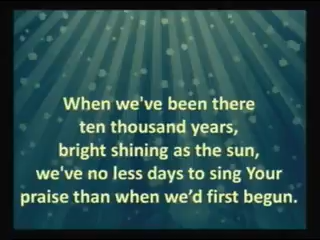 When we've been there
ten thousand years,
bright shining as the sun,
we've no less days to sing Your
praise than when we'd first begun.